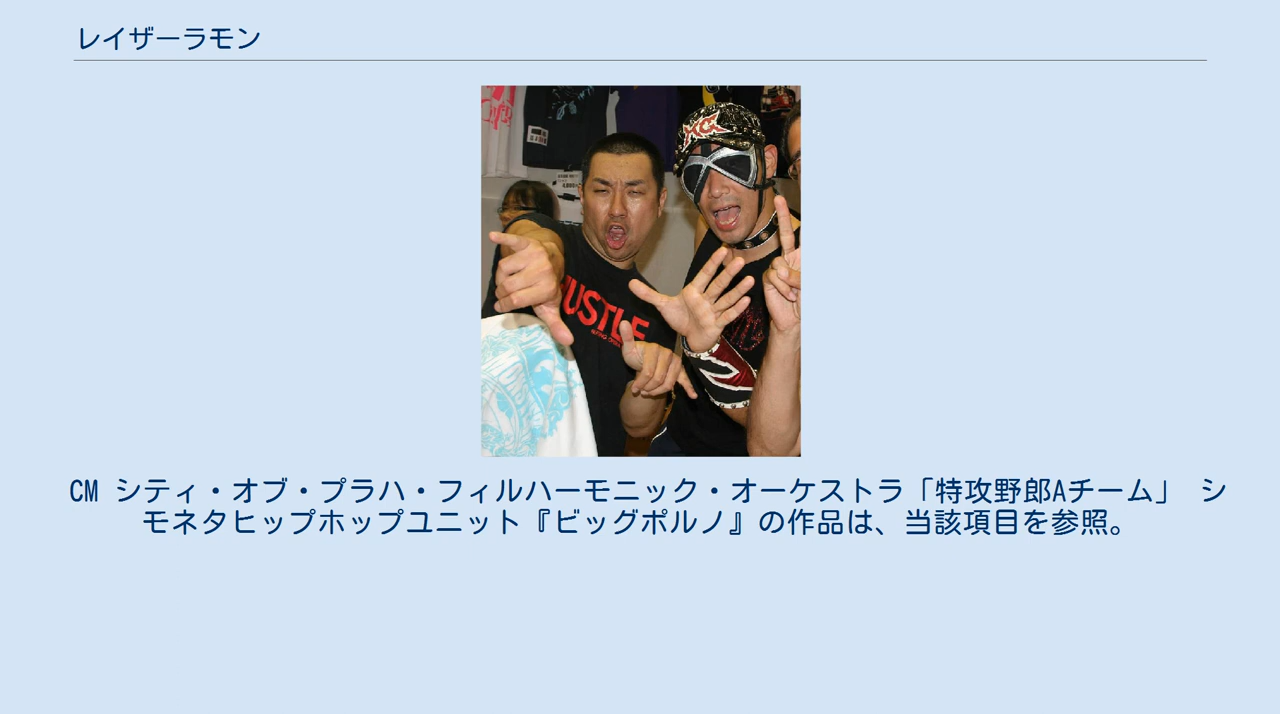 レイザーラモン
HG
HUSTLE
CM シティ・オブ・プラハ・フィルハーモニック・オーケストラ「特攻野郎Aチーム」 シ
モネタヒップホップユニット『ビッグポルノ』の作品は、当該項目を参照。